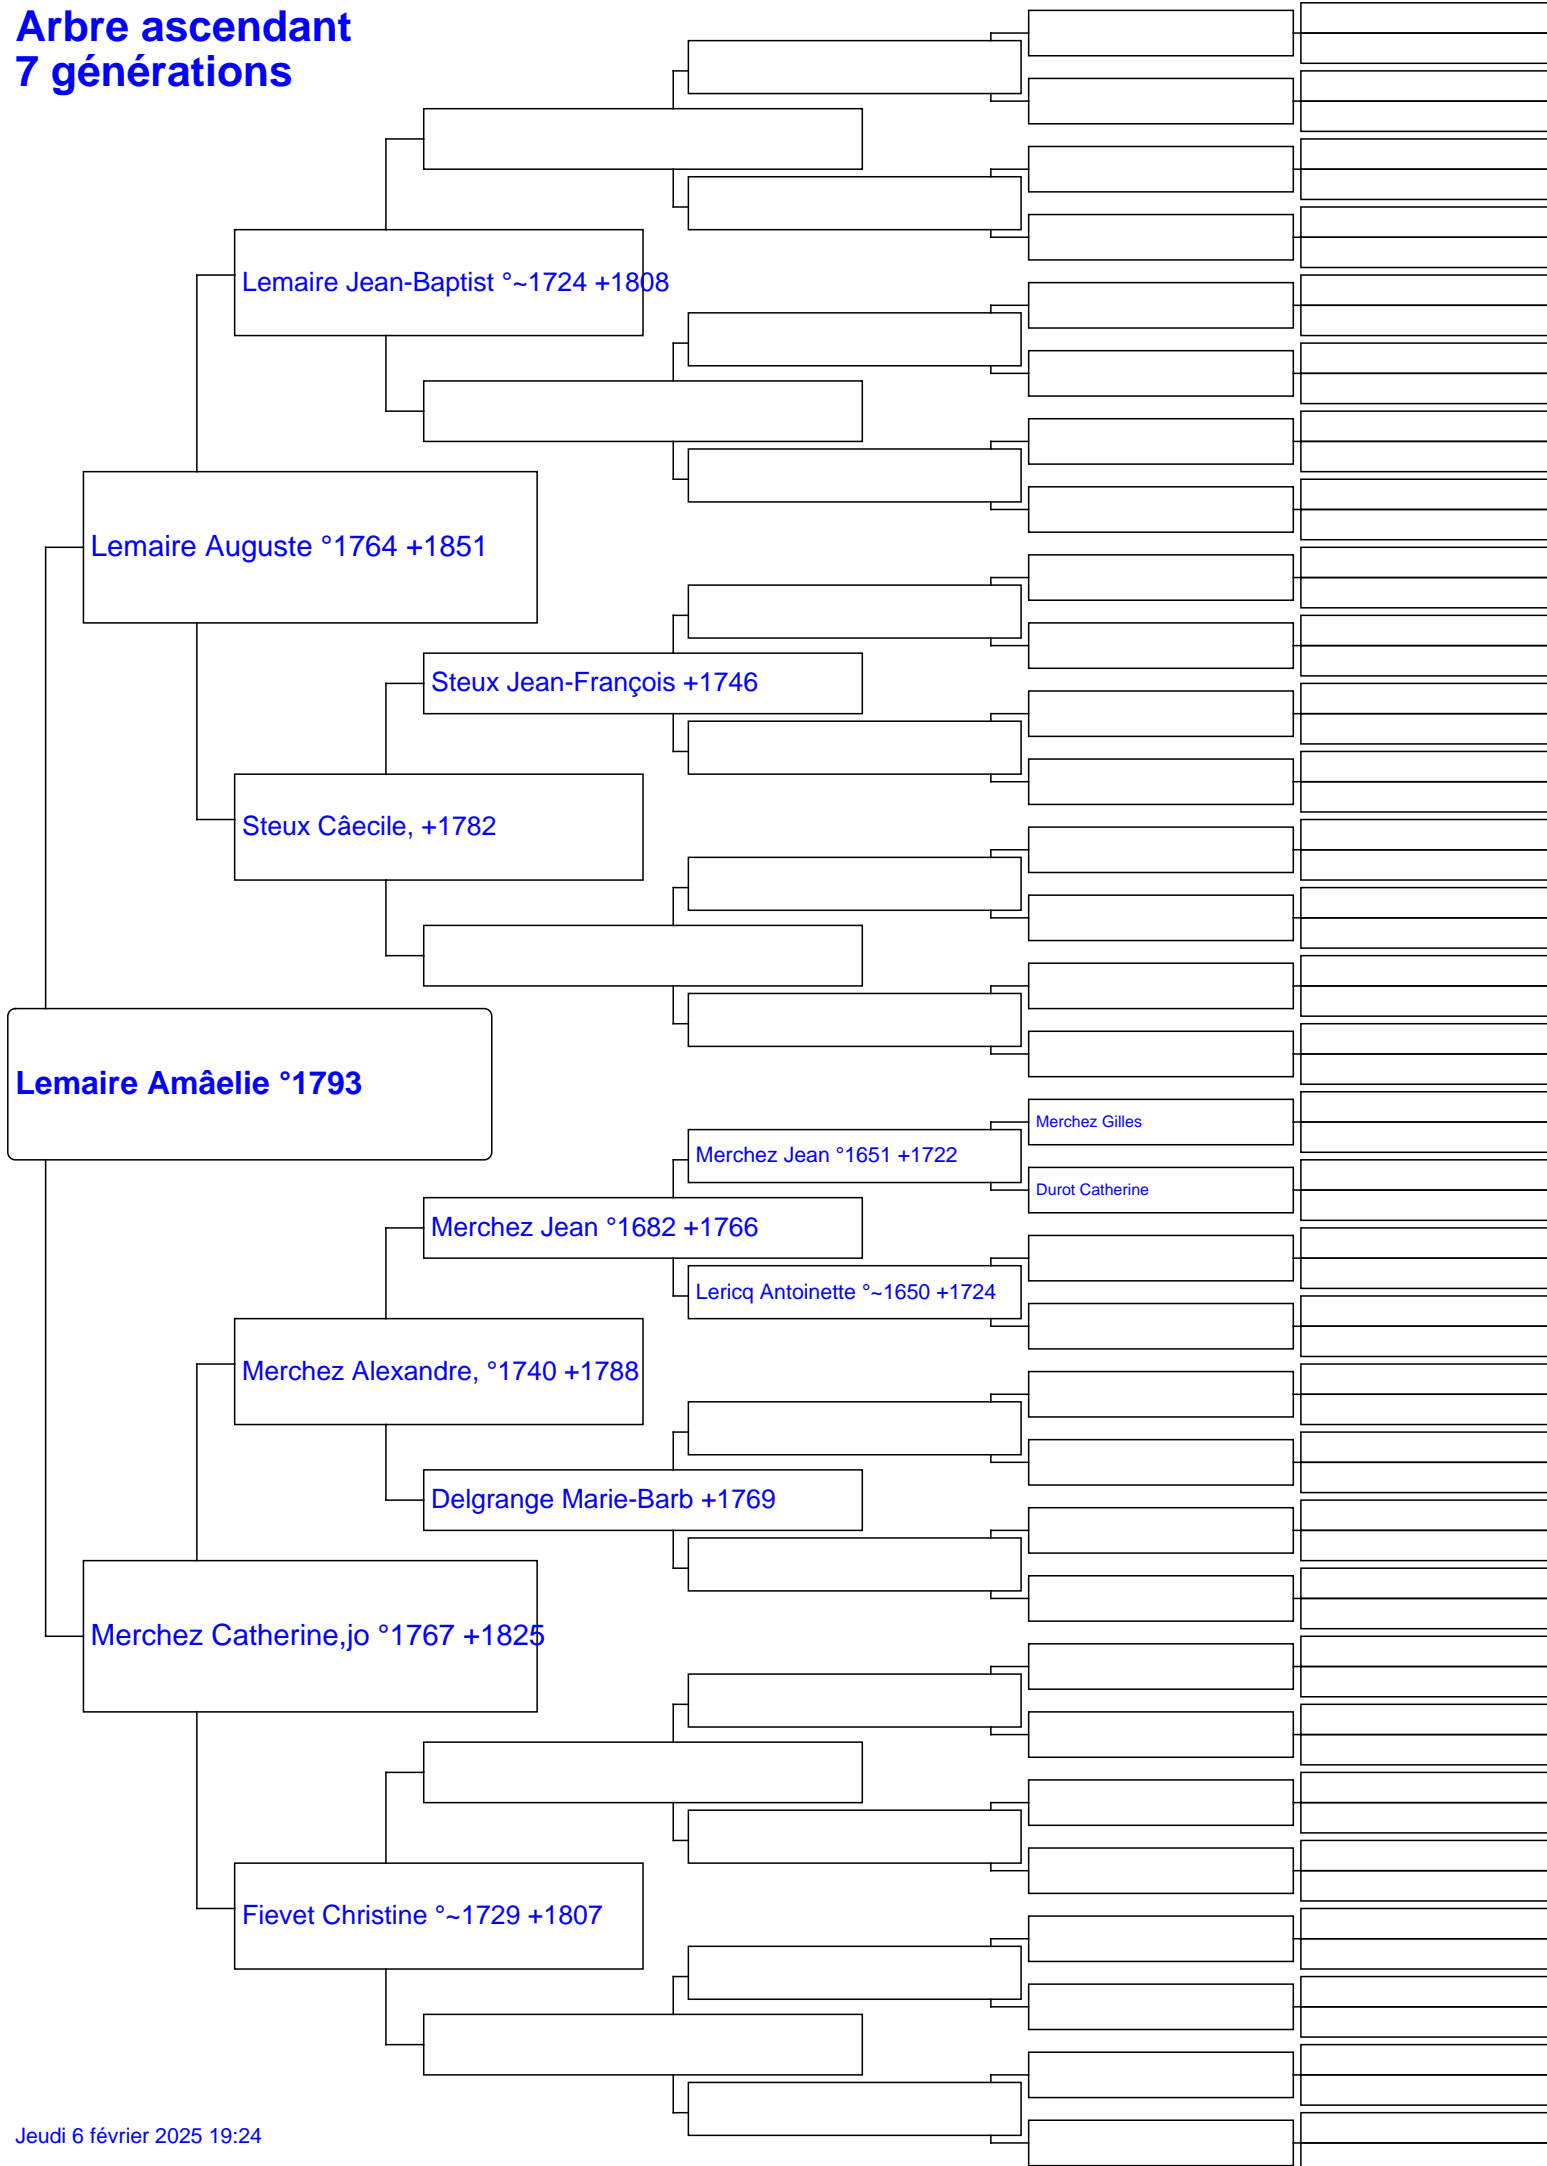 Arbre ascendant
7 générations
Lemaire Jean-Baptist °~1724 +1808
Lemaire Auguste °1764 +1851
Steux Jean-François +1746
Steux Câecile, +1782
Lemaire Amâelie °1793
Merchez Gilles
Merchez Jean °1651 +1722
Durot Catherine
Merchez Jean °1682 +1766
Lericq Antoinette °~1650 +1724
Merchez Alexandre, °1740 +1788
Delgrange Marie-Barb +1769
Merchez Catherine,jo °1767 +1825
Fievet Christine °~1729 +1807
Jeudi 6 février 2025 19:24